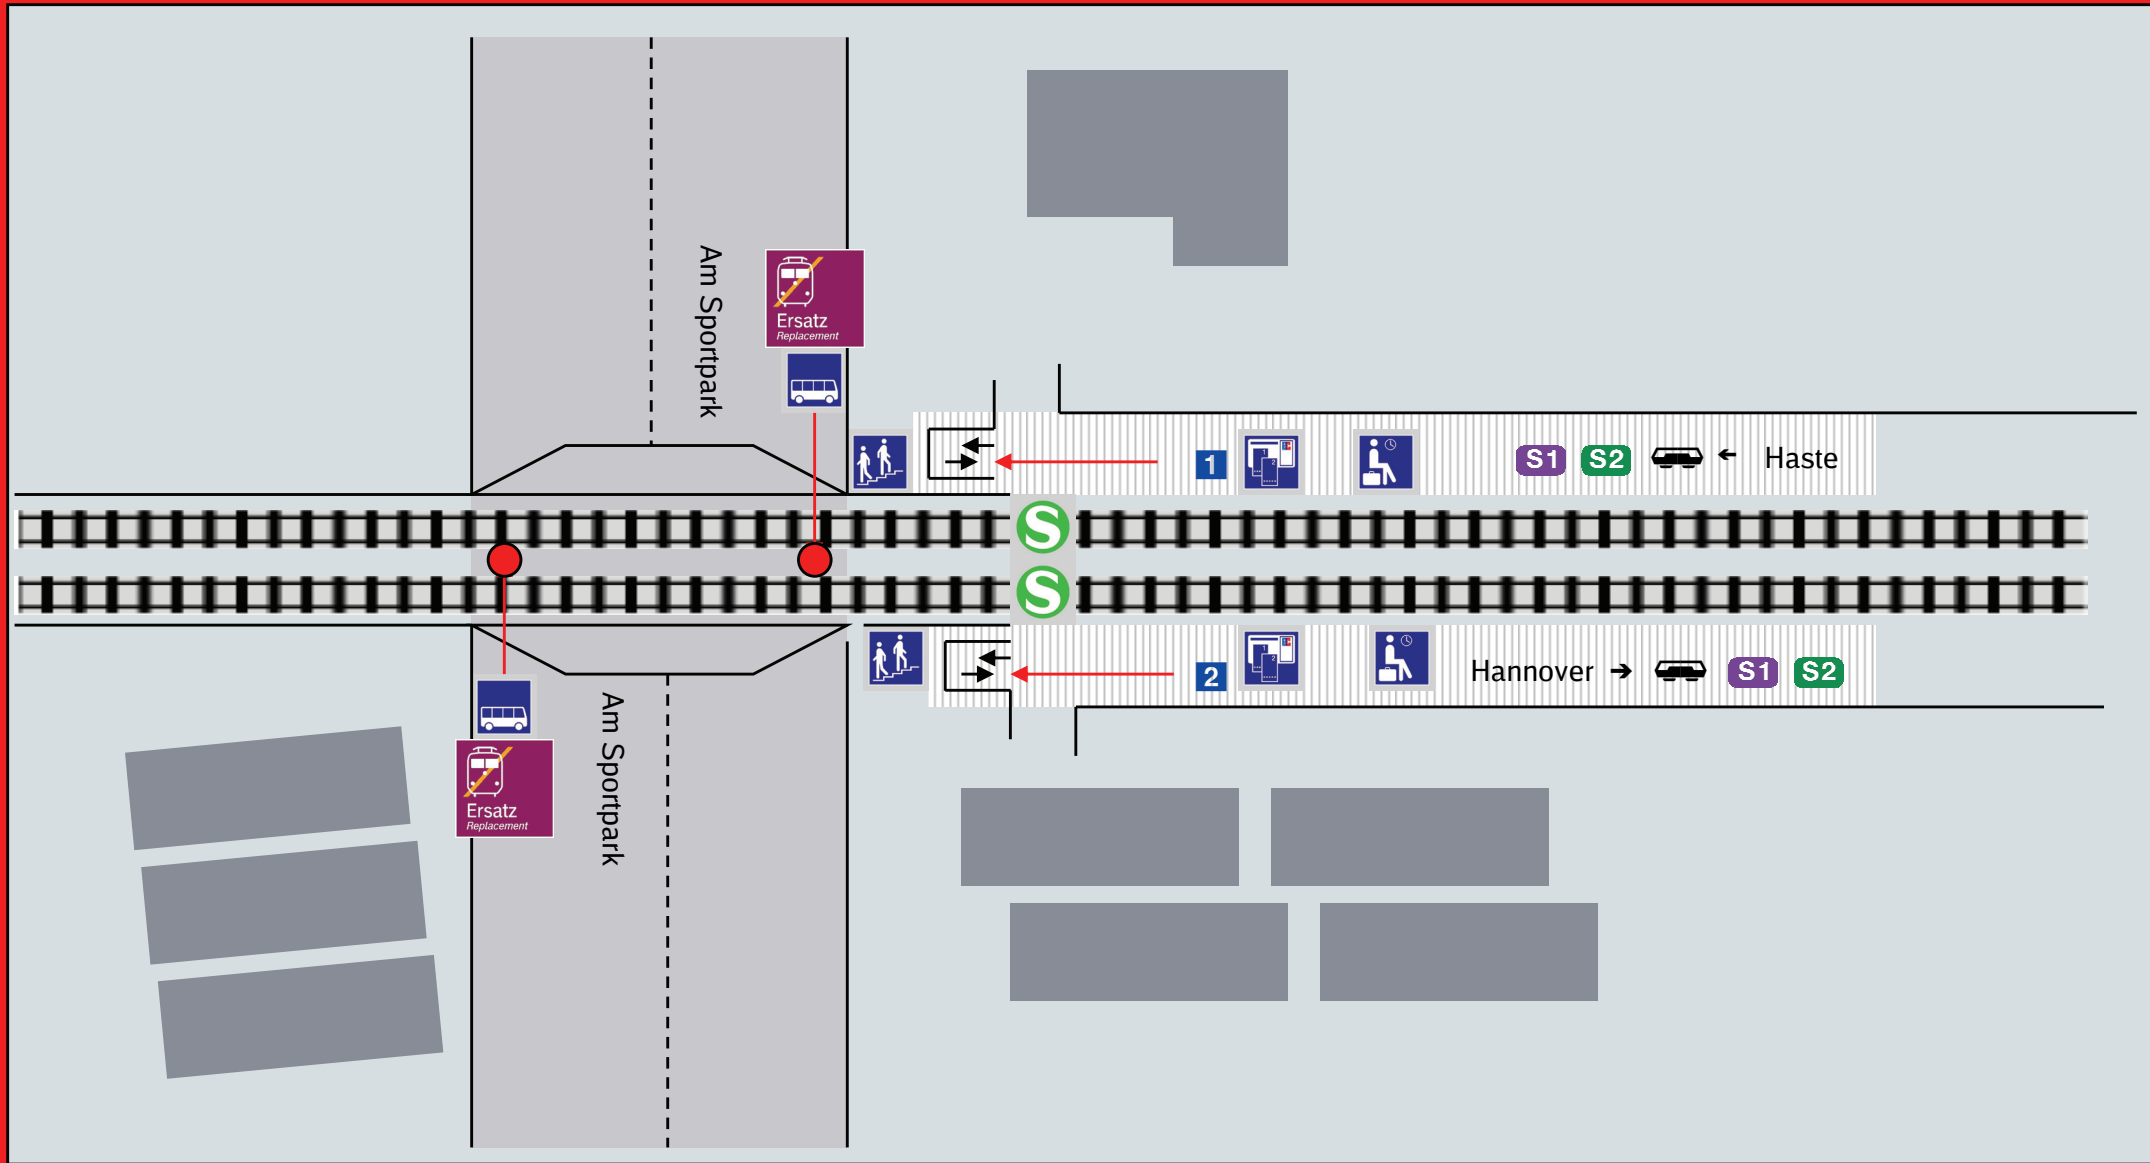 Am Sportpark
Ersatz
Replacement
1
S1 S2 ← Haste
S
S
2
Hannover → S1 S2
Am Sportpark
Ersatz
Replacement